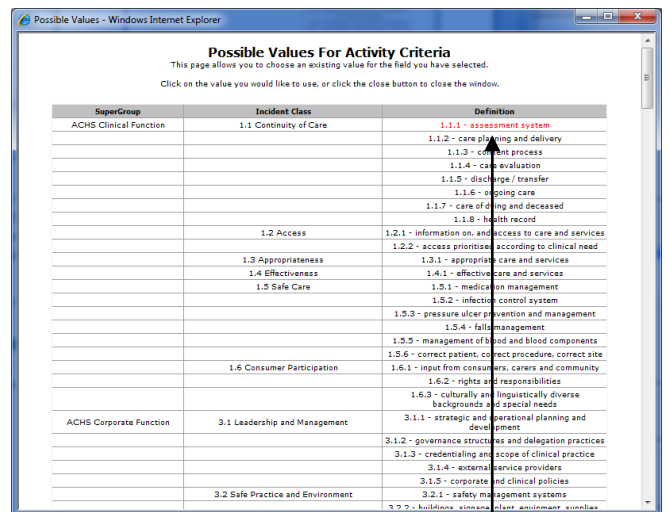 Possible Values - Windows Internet Explorer
Possible Values For Activity Criteria
This page allows you to choose an existing value for the field you have selected.
Click on the value you would like to use, or click the close button to close the window.
SuperGroup Incident Class Definition
ACHS Clinical Function 1.1 Continuity of Care 1.1.1 - assessment system
1.1.2 - care planning and delivery
1.1.3 - consent process
1.1.4 - care evaluation
1.1.5 - discharge / transfer
1.1.6 - ongoing care
1.1.7 - care of dying and deceased
1.1.8 - health record
1.2 Access 1.2.1 - information on, and access to care and services
1.2.2 - access prioritised according to clinical need
1.3 Appropriateness 1.3.1 - appropriate care and services
1.4 Effectiveness 1.4.1 - effective care and services
1.5 Safe Care 1.5.1 - medication management
1.5.2 - infection control system
1.5.3 - pressure ulcer prevention and management
1.5.4 - falls management
1.5.5 - management of blood and blood components
1.5.6 - correct patient, correct procedure, correct site
1.6 Consumer Participation 1.6.1 - input from consumers, carers and community
1.6.2 - rights and responsibilities
1.6.3 - culturally and linguistically diverse
backgrounds and special needs
ACHS Corporate Function 3.1 Leadership and Management 3.1.1 - strategic and operational planning and
development
3.1.2 - governance structures and delegation practices
3.1.3 - credentialing and scope of clinical practice
3.1.4 - external service providers
3.1.5 - corporate and clinical policies
3.2 Safe Practice and Environment 3.2.1 - safety management systems
3.2.2 - buildings, signage, plant, equipment, supplies